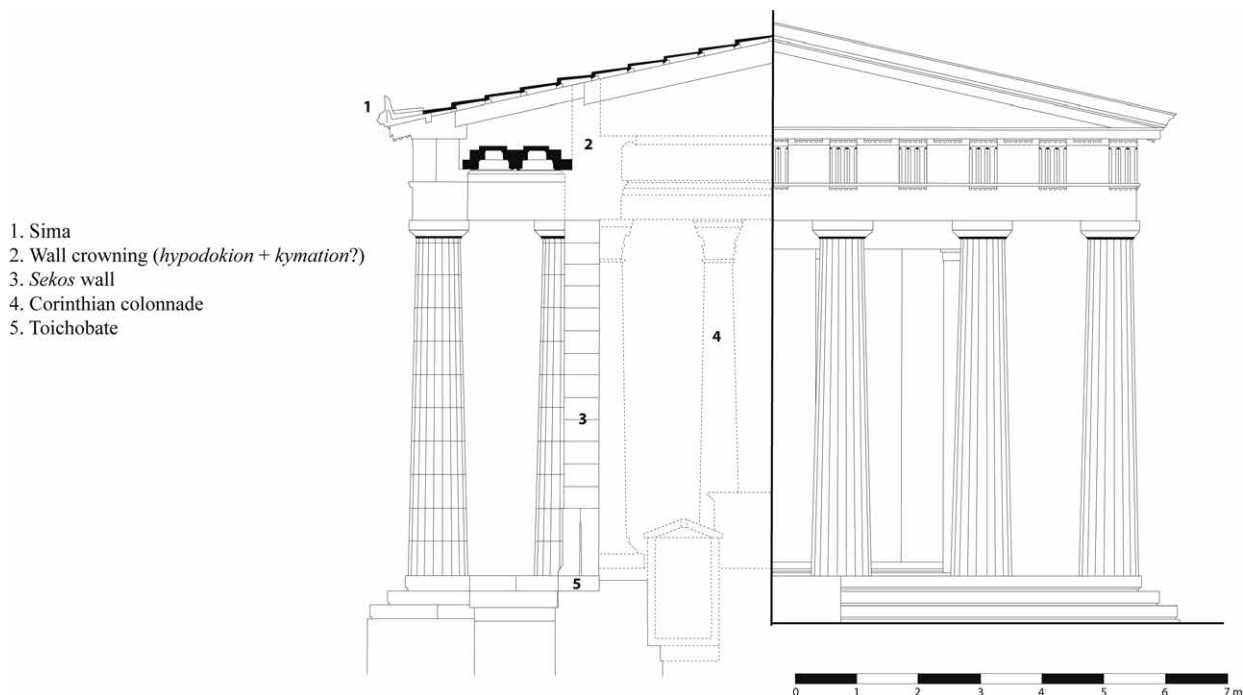 1
2
1. Sima
2. Wall crowning (hypodokion + kymation?)
3. Sekos wall
4. Corinthian colonnade
5. Toichobate
4
3
5
0 1 2 3 4 5 6 7 m